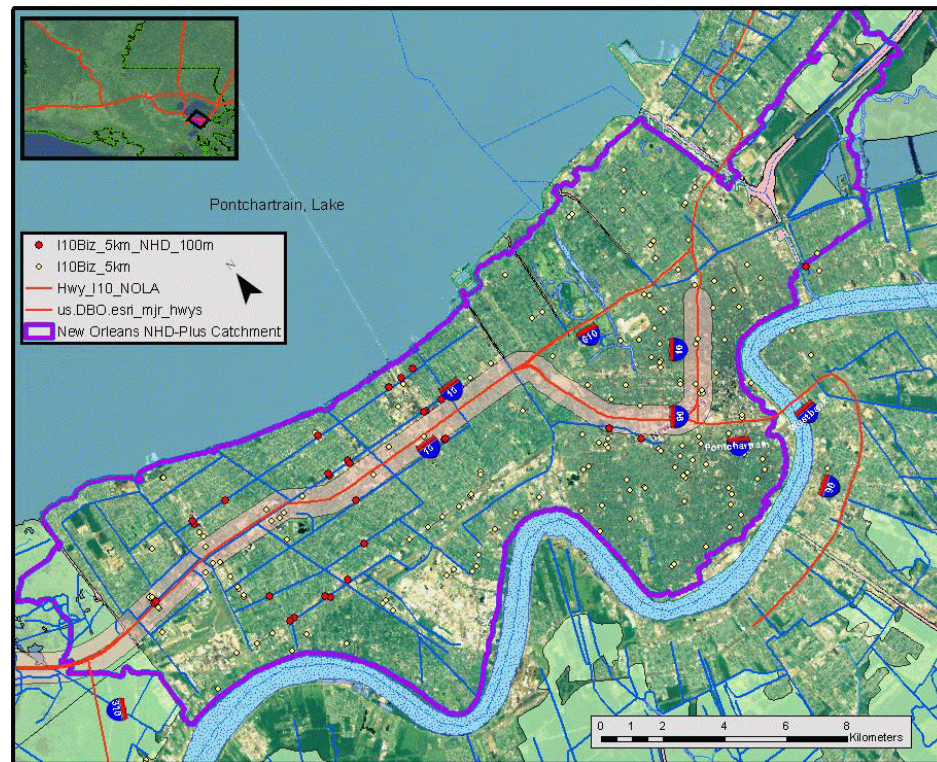 Pontchartrain, Lake
I10Biz_5km_NHD_100m
I10Biz_5km
N
Hwy_I10_NOLA
us.DBO.esri_mjr_hwys
New Orleans NHD-Plus Catchment
610
10
10
10
90
Pontchartrain
90
310
0 1 2 4 6 8
Kilometers